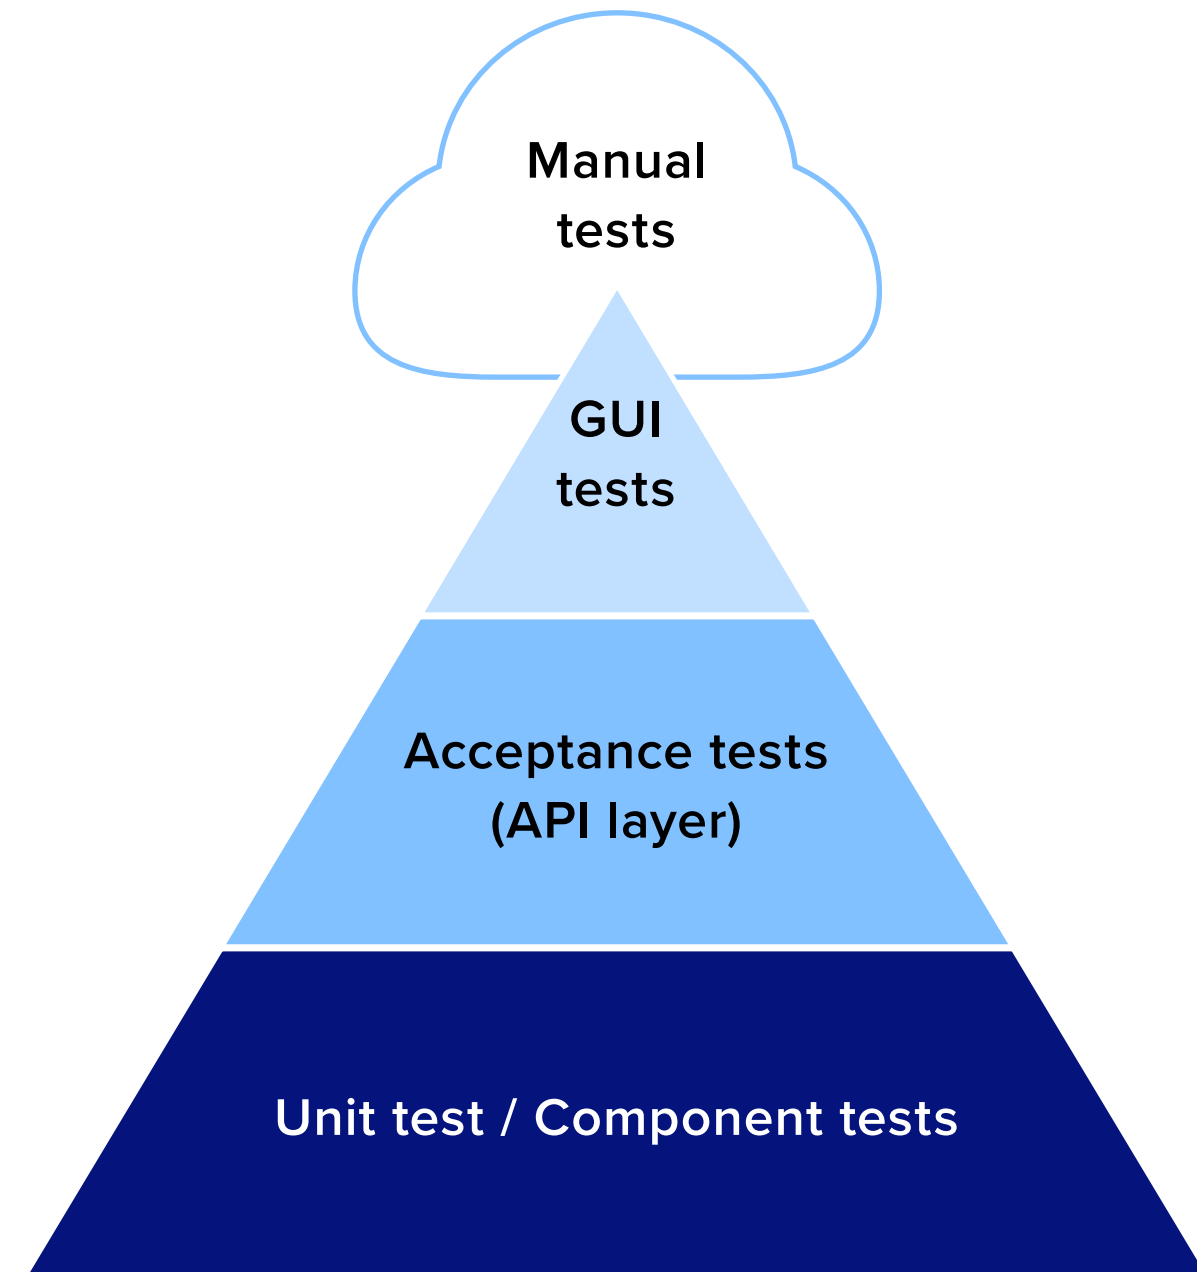 Manual
tests
GUI
tests
Acceptance tests
(API layer)
Unit test / Component tests